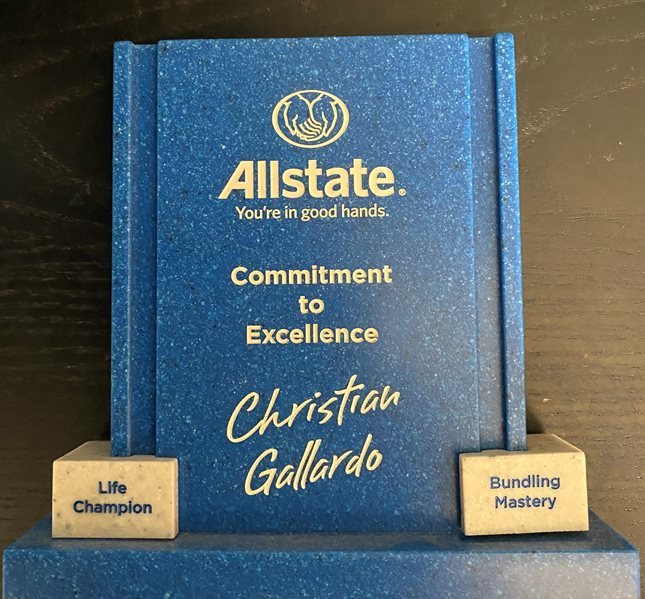 Allstate®
You're in good hands.
Commitment
to
Excellence
Christian
Gallardo
Life
Champion
Bundling
Mastery